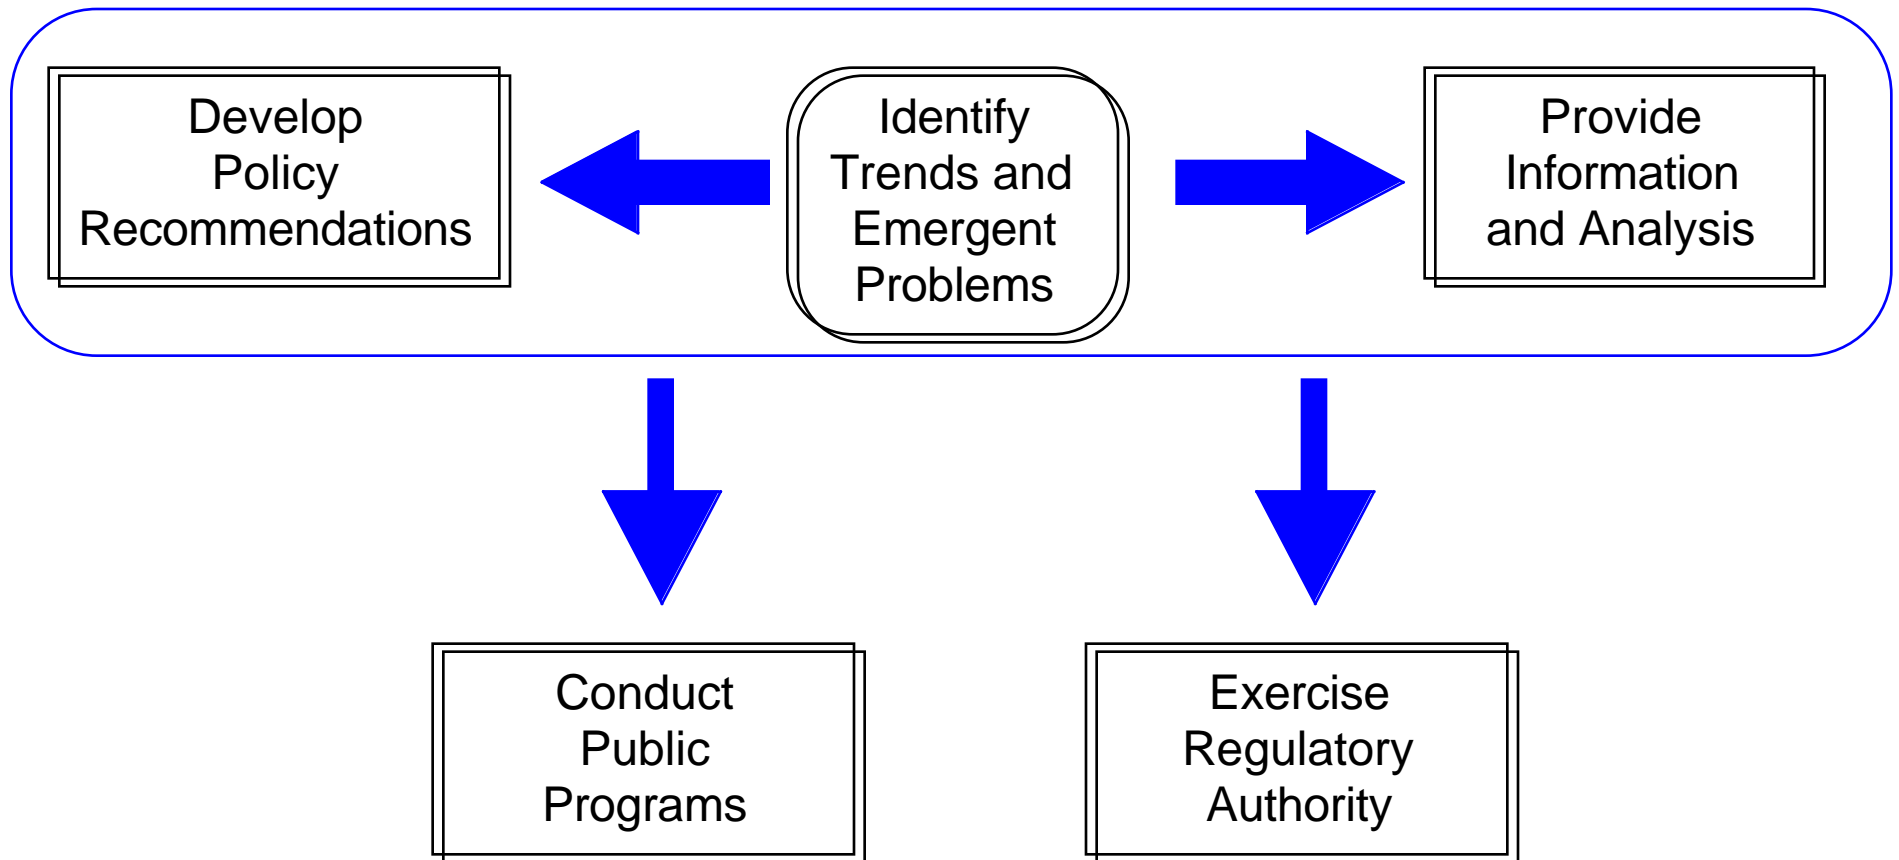 Develop
Policy
Recommendations
Identify
Trends and
Emergent
Problems
Provide
Information
and Analysis
Conduct
Public
Programs
Exercise
Regulatory
Authority